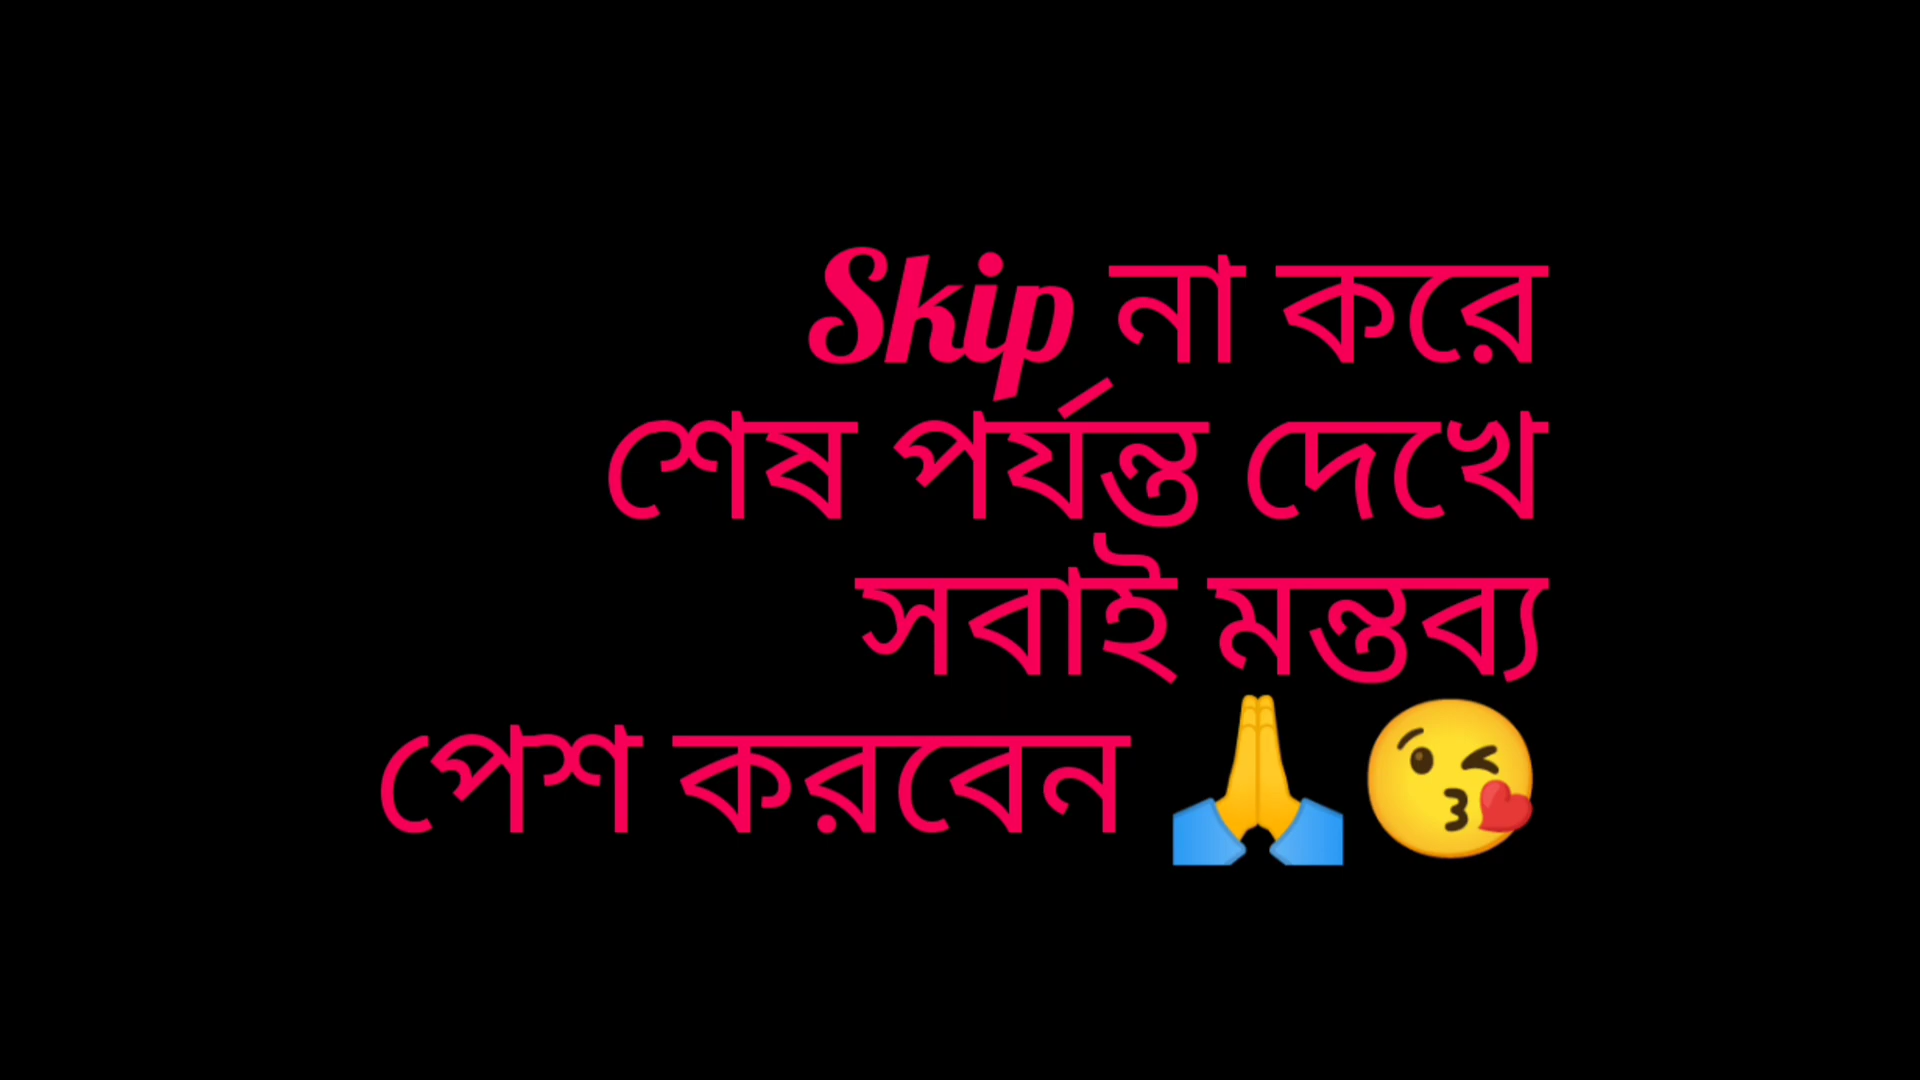 Skip না করে
শেষ পর্যন্ত দেখে
সবাই মন্তব্য
পেশ করবেন 🙏😘